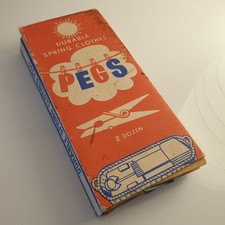 DURABLE
SPRING CLOTHES
PEGS
2 DOZEN